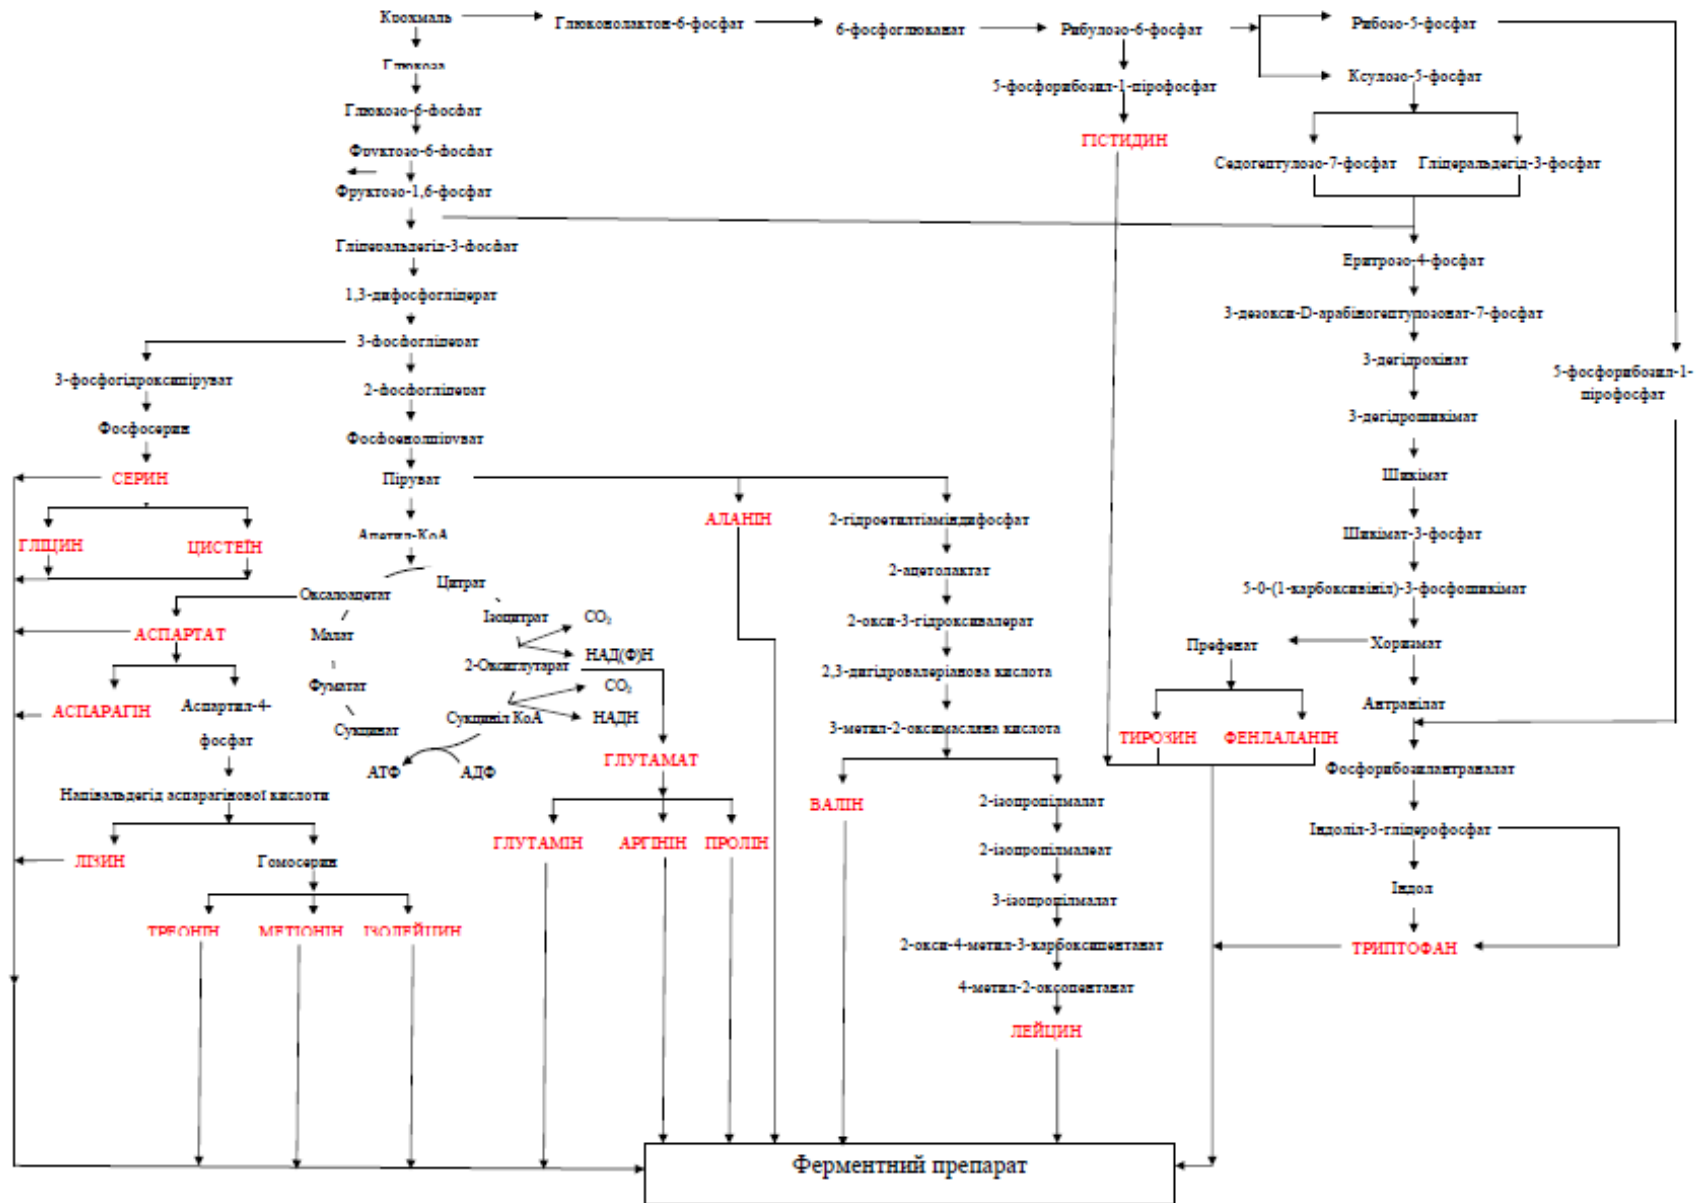 Крохмаль
Глюконолактон-6-фосфат
6-фосфоглюканат
Рибулозо-6-фосфат
Рибозо-5-фосфат
Глюкоза
Ксулозо-5-фосфат
5-фосфорибозил-1-пірофосфат
Глюкозо-6-фосфат
ГІСТИДИН
Фруктозо-6-фосфат
Седогептулозо-7-фосфат
Гліцеральдегід-3-фосфат
Фруктозо-1,6-фосфат
Гліцеральдегід-3-фосфат
Еритрозо-4-фосфат
1,3-дифосфогліцерат
3-дезокси-D-арабіногептулозонат-7-фосфат
3-фосфогліцерат
3-дегідрохінат
3-фосфогідроксипіруват
5-фосфорибозил-1-
пірофосфат
2-фосфогліцерат
3-дегідрошикімат
Фосфосерин
Фосфоенолпіруват
СЕРИН
Піруват
Шикімат
АЛАНІН
2-гідроетилтіаміндифосфат
Ацетил-КоА
Шикімат-3-фосфат
ГЛІЦИН
ЦИСТЕЇН
2-ацетолактат
Цитрат
5-0-(1-карбоксивініл)-3-фосфошикімат
Оксалоацетат
Ізоцитрат
CO₂
2-окси-3-гідроксивалерат
АСПАРТАТ
Малат
Префенат
Хоризмат
НАД(Ф)Н
2-Оксиглутарат
2,3-дигідровалеріанова кислота
Фуматат
CO₂
АСПАРАГІН
Аспартил-4-
фосфат
Антранілат
Сукциніл КоА
НАДН
Сукцинат
3-метил-2-оксимасляна кислота
ТИРОЗИН
ФЕНІЛАЛАНІН
ГЛУТАМАТ
АТФ
АДФ
Фосфорибозилантраналат
Напівальдегід аспарагінової кислоти
ВАЛІН
2-ізопропілмалат
Індоліл-3-гліцерофосфат
ГЛУТАМІН
АРГІНІН
ПРОЛІН
ЛІЗИН
Гомосерин
2-ізопропілмалеат
Індол
3-ізопропілмалат
ТРЕОНІН
МЕТІОНІН
ІЗОЛЕЙЦИН
2-окси-4-метил-3-карбоксипентанат
ТРИПТОФАН
4-метил-2-оксопентанат
ЛЕЙЦИН
Ферментний препарат